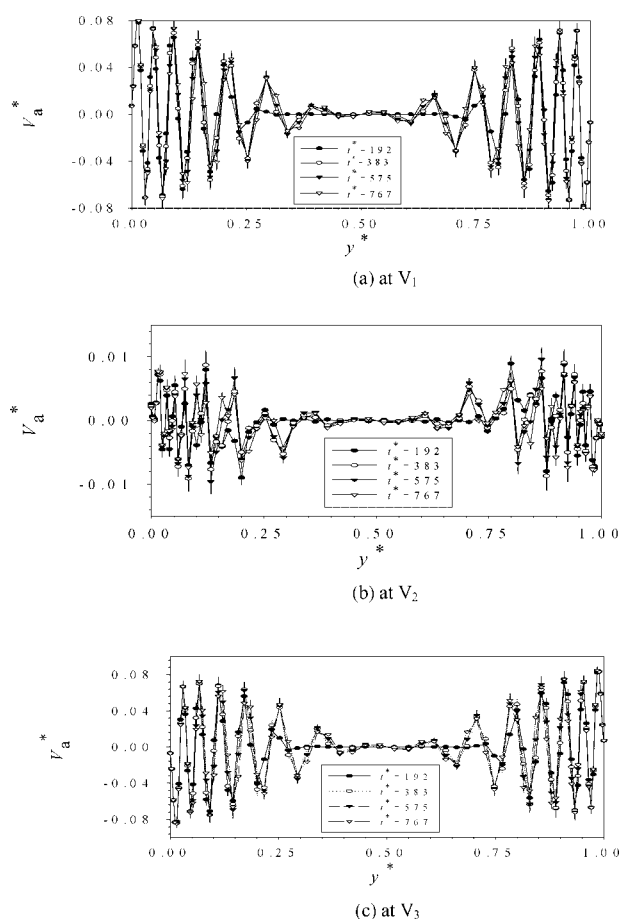 0.08
0.04
0.00
-0.04
-0.08
Va*
t*-192
t*-383
t*-575
t*-767
0.00 0.25 0.50 0.75 1.00
y*
(a) at V1
0.01
0.00
-0.01
Va*
t*-192
t*-383
t*-575
t*-767
0.00 0.25 0.50 0.75 1.00
y*
(b) at V2
0.08
0.04
0.00
-0.04
-0.08
Va*
t*-192
t*-383
t*-575
t*-767
0.00 0.25 0.50 0.75 1.00
y*
(c) at V3